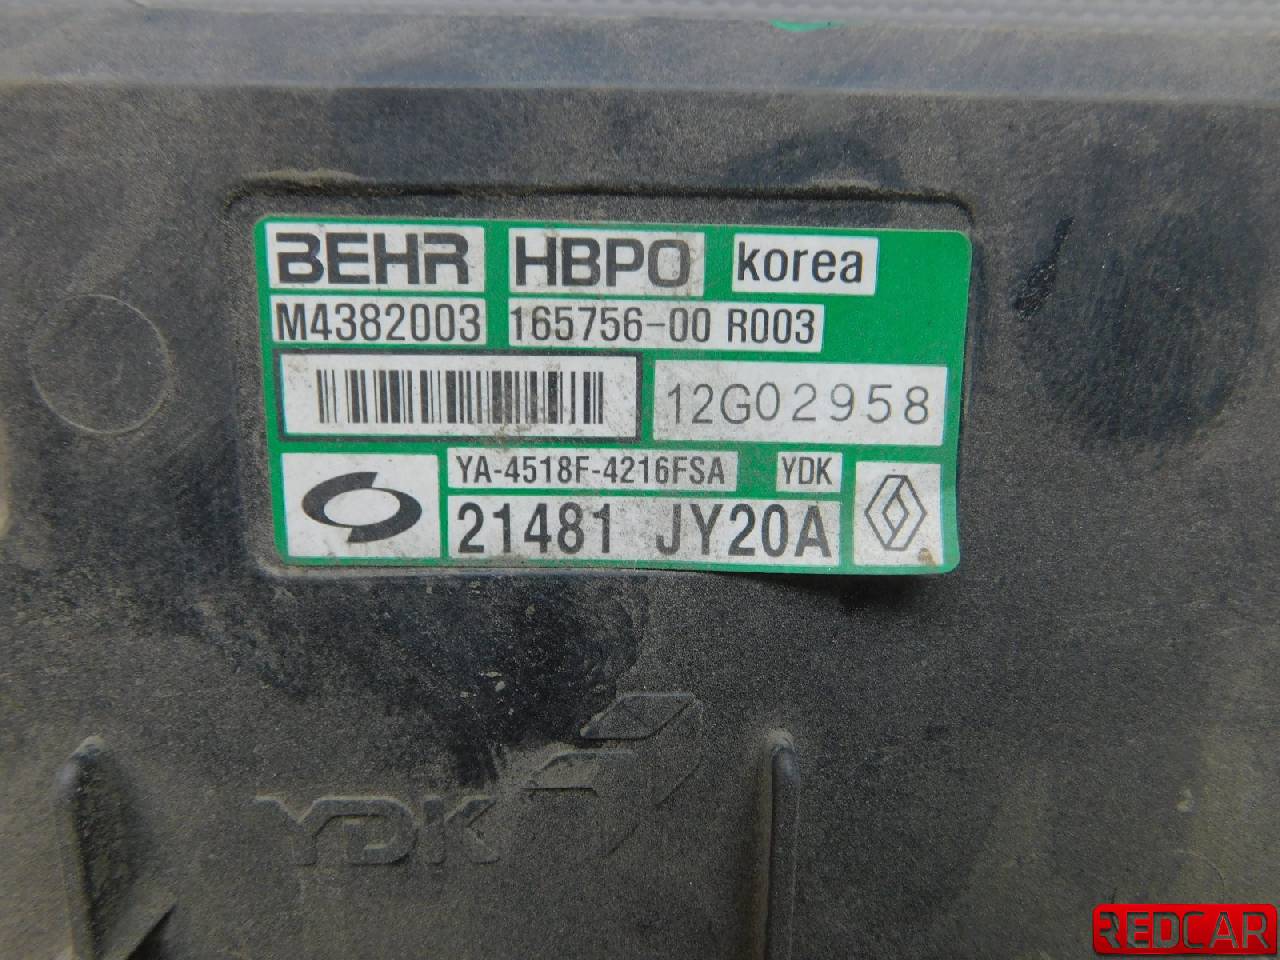 BEHR HBPO korea
M4382003 165756-00 R003
12G02958
YA-4518F-4216FSA YDK
21481 JY20A
YDK
REDCAR